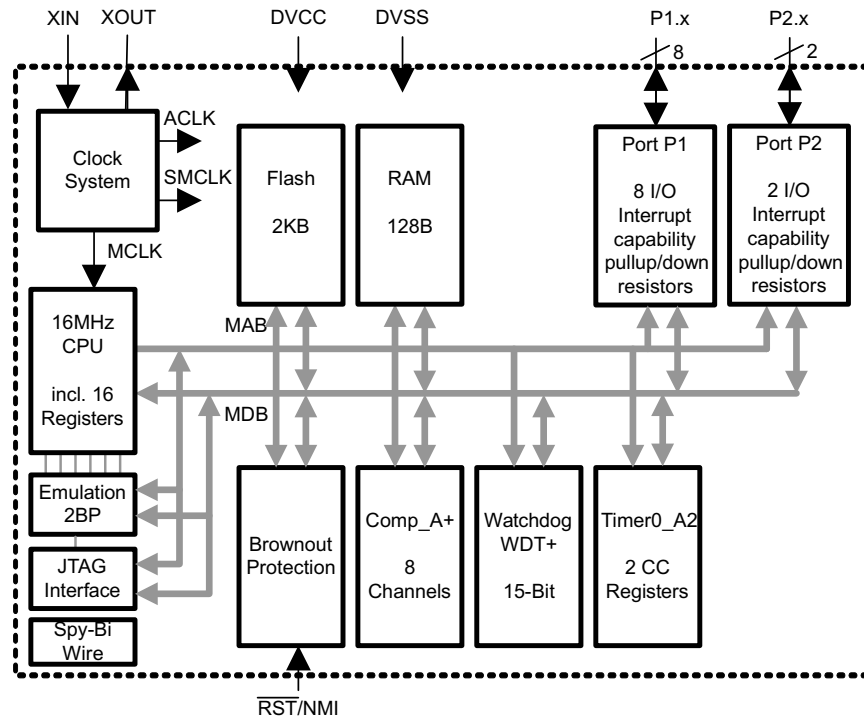 XIN
XOUT
DVCC
DVSS
P1.x
P2.x
8
2
Clock
System
ACLK
SMCLK
MCLK
Flash
2KB
RAM
128B
Port P1
8 I/O
Interrupt
capability
pullup/down
resistors
Port P2
2 I/O
Interrupt
capability
pullup/down
resistors
16MHz
CPU
incl. 16
Registers
MAB
MDB
Emulation
2BP
JTAG
Interface
Spy-Bi
Wire
Brownout
Protection
Comp_A+
8
Channels
Watchdog
WDT+
15-Bit
Timer0_A2
2 CC
Registers
RST/NMI